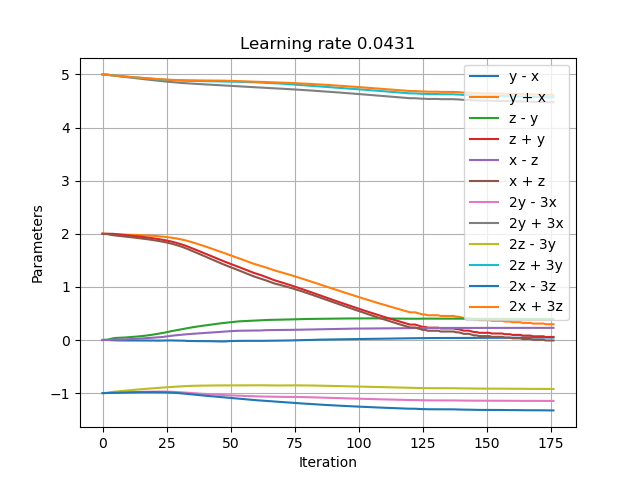 Learning rate 0.0431
Parameters
5
4
3
2
1
0
−1
y - x
y + x
z - y
z + y
x - z
x + z
2y - 3x
2y + 3x
2z - 3y
2z + 3y
2x - 3z
2x + 3z
0 25 50 75 100 125 150 175
Iteration